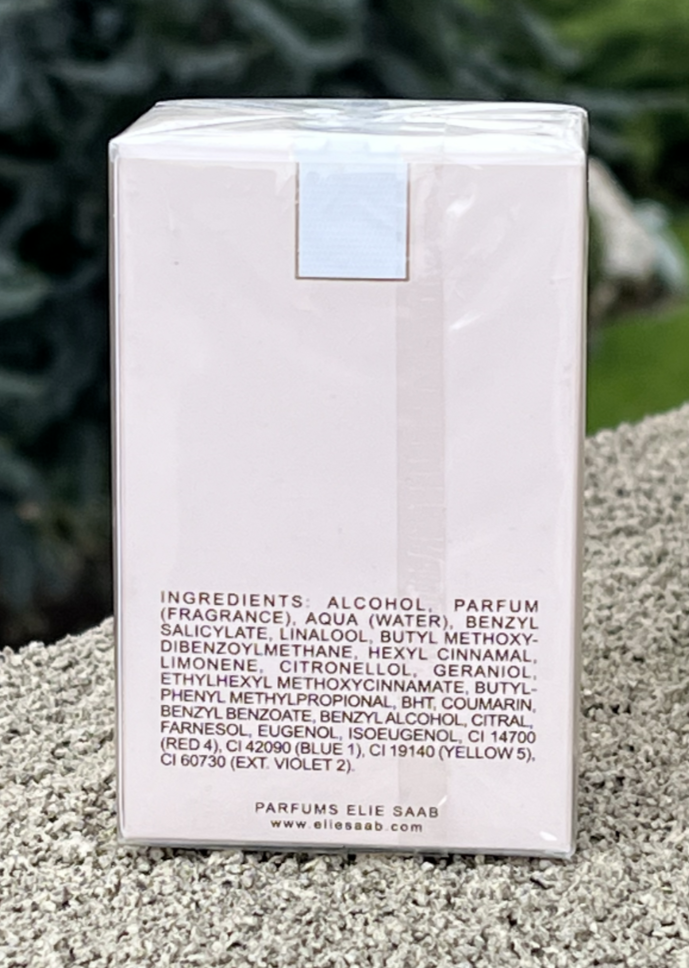 INGREDIENTS: ALCOHOL, PARFUM
(FRAGRANCE), AQUA (WATER), BENZYL
SALICYLATE, LINALOOL, BUTYL METHOXY-
DIBENZOYLMETHANE, HEXYL CINNAMAL,
LIMONENE, CITRONELLOL, GERANIOL,
ETHYLHEXYL METHOXYCINNAMATE, BUTYL-
PHENYL METHYLPROPIONAL, BHT, COUMARIN,
BENZYL BENZOATE, BENZYL ALCOHOL, CITRAL,
FARNESOL, EUGENOL, ISOEUGENOL, CI 14700
(RED 4), CI 42090 (BLUE 1), CI 19140 (YELLOW 5),
CI 60730 (EXT. VIOLET 2).
PARFUMS ELIE SAAB
www.eliesaab.com